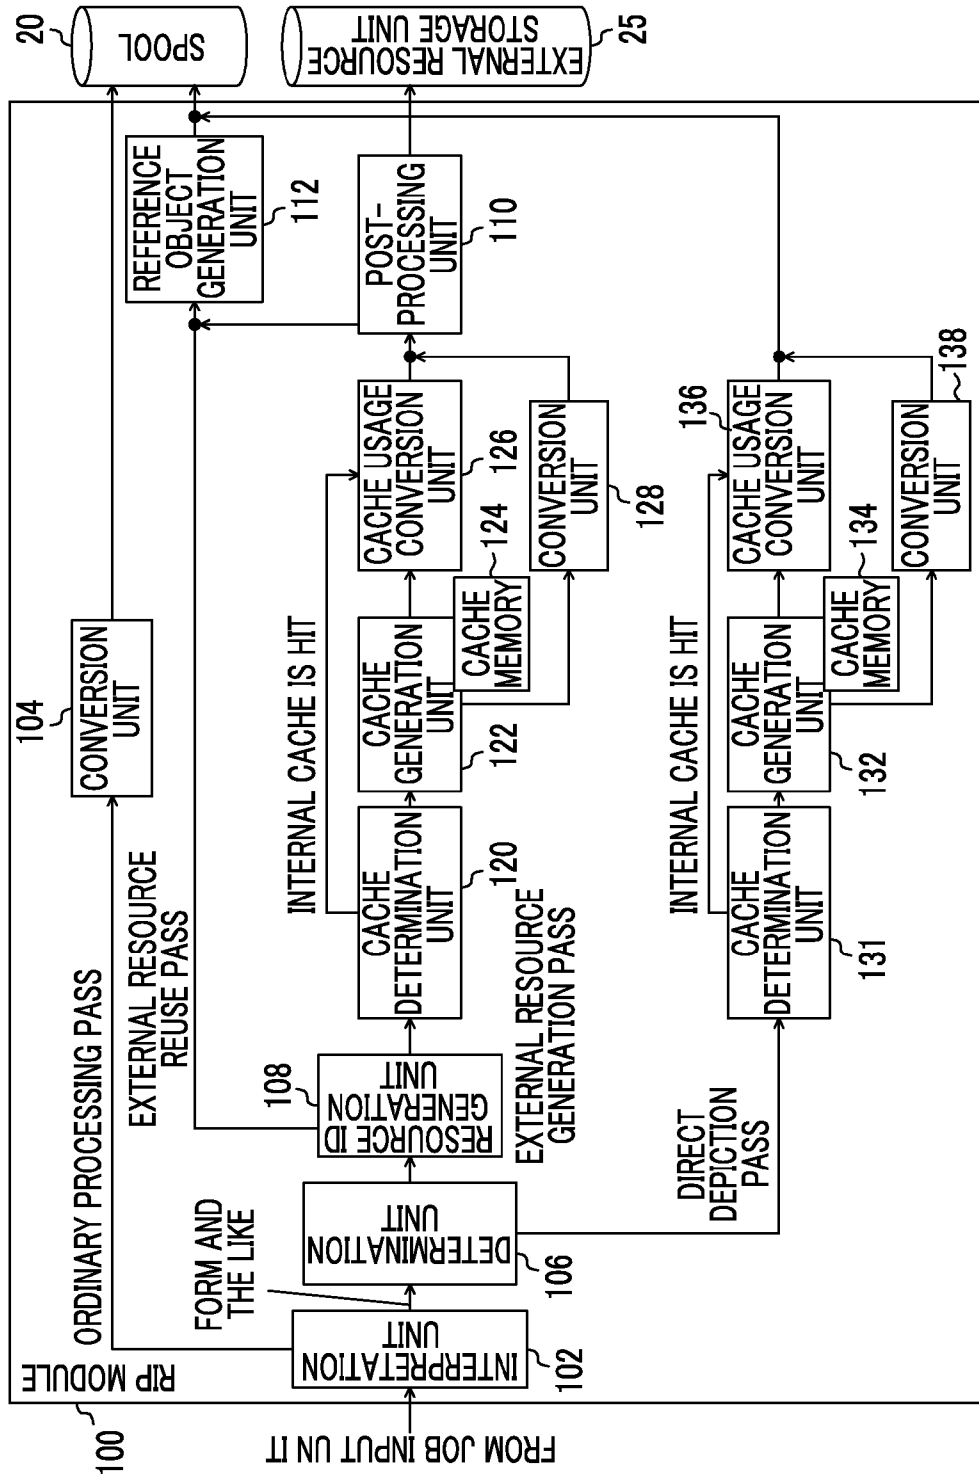 100
RIP MODULE
FROM JOB INPUT UN IT
INTERPRETATION
UNIT
102
FORM AND
THE LIKE
DETERMINATION
UNIT
106
RESOURCE ID
GENERATION
UNIT
108
ORDINARY PROCESSING PASS
CONVERSION
UNIT
104
EXTERNAL RESOURCE
REUSE PASS
EXTERNAL RESOURCE
GENERATION PASS
DIRECT
DEPICTION
PASS
CACHE
DETERMINATION
UNIT
120
INTERNAL CACHE IS HIT
CACHE
GENERATION
UNIT
122
CACHE
MEMORY
124
CACHE USAGE
CONVERSION
UNIT
126
CONVERSION
UNIT
128
POST-
PROCESSING
UNIT
110
REFERENCE
OBJECT
GENERATION
UNIT
112
SPOOL
20
EXTERNAL RESOURCE
STORAGE UNIT
25
CACHE
DETERMINATION
UNIT
131
INTERNAL CACHE IS HIT
CACHE
GENERATION
UNIT
132
CACHE
MEMORY
134
CACHE USAGE
CONVERSION
UNIT
136
CONVERSION
UNIT
138